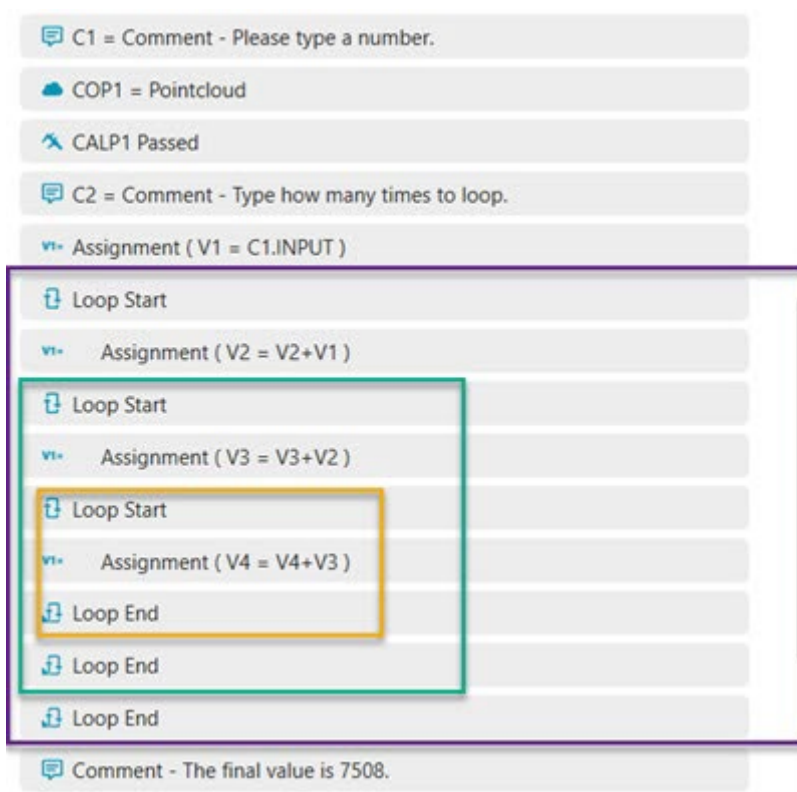 C1 = Comment - Please type a number.
COP1 = Pointcloud
CALP1 Passed
C2 = Comment - Type how many times to loop.
V1= Assignment ( V1 = C1.INPUT )
Loop Start
V1= Assignment ( V2 = V2+V1 )
Loop Start
V1= Assignment ( V3 = V3+V2 )
Loop Start
V1= Assignment ( V4 = V4+V3 )
Loop End
Loop End
Loop End
Comment - The final value is 7508.